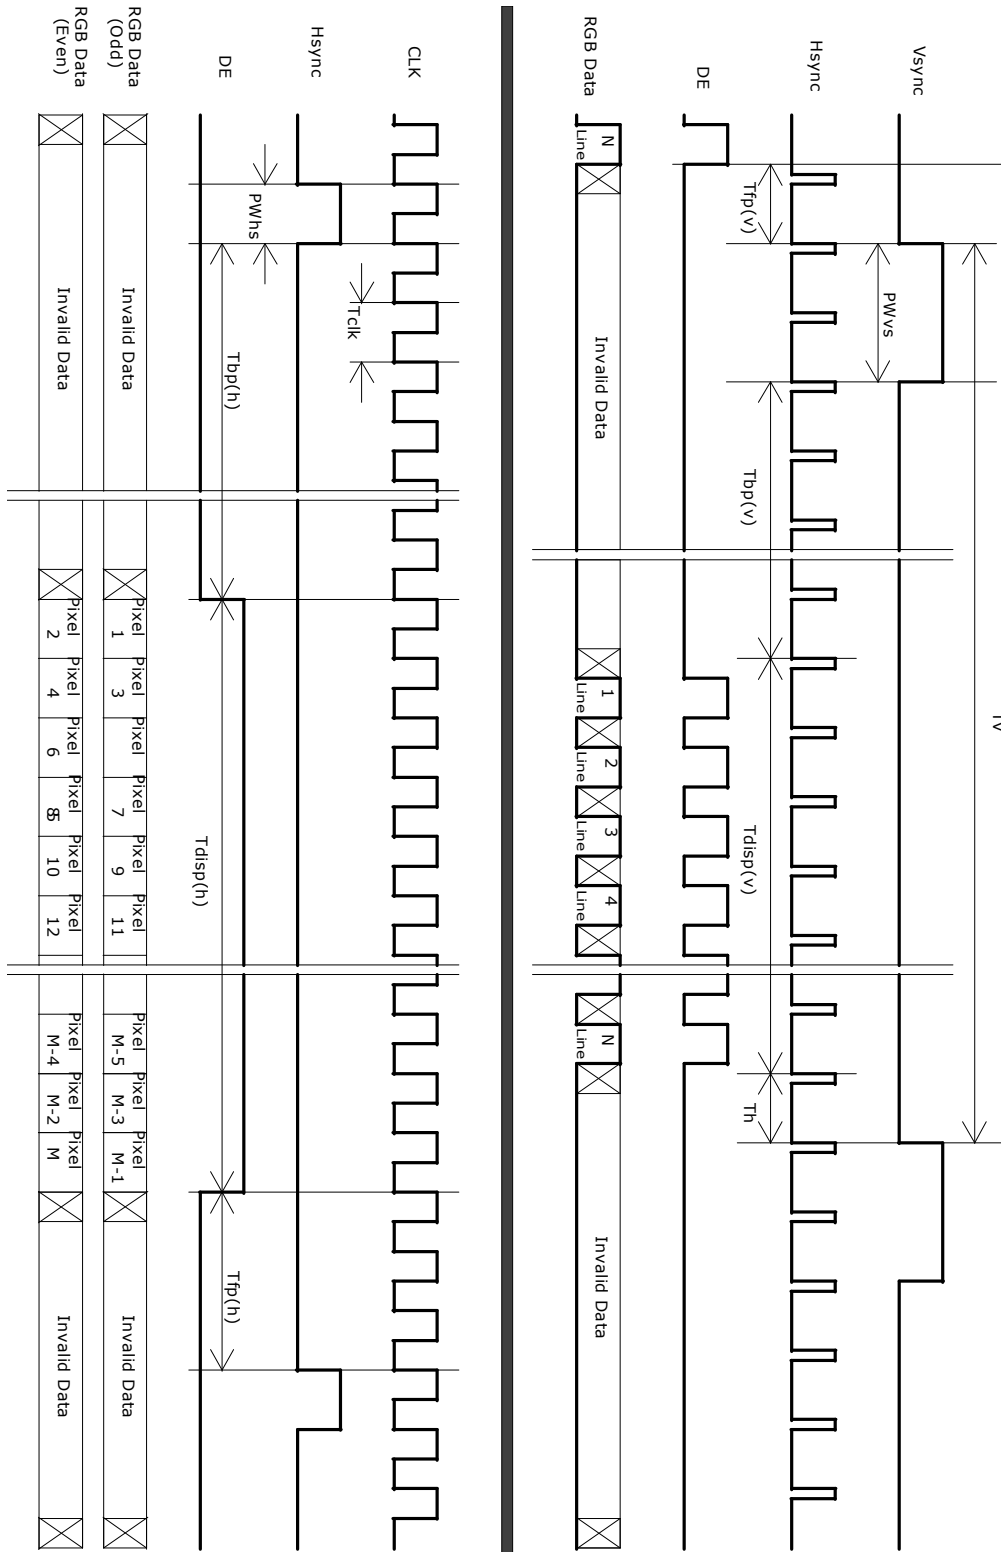 Tv
Vsync
PWvs
Hsync
Tfp(v)
Tbp(v)
Tdisp(v)
Th
DE
RGB Data
N
Line
Invalid Data
1
Line
2
Line
3
Line
4
Line
N
Line
Invalid Data
CLK
Tclk
Hsync
PWhs
DE
Tbp(h)
Tdisp(h)
Tfp(h)
RGB Data
(Odd)
Invalid Data
Pixel
1
Pixel
3
Pixel
Pixel
7
Pixel
9
Pixel
11
Pixel
M-5
Pixel
M-3
Pixel
M-1
Invalid Data
RGB Data
(Even)
Invalid Data
Pixel
2
Pixel
4
Pixel
6
Pixel
85
Pixel
10
Pixel
12
Pixel
M-4
Pixel
M-2
Pixel
M
Invalid Data